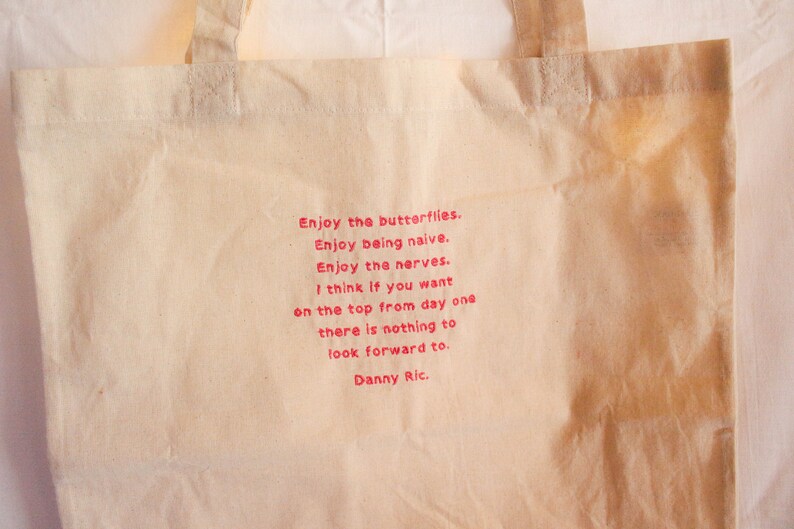 Enjoy the butterflies.
Enjoy being naive.
Enjoy the nerves.
I think if you want
on the top from day one
there is nothing to
look forward to.
Danny Ric.